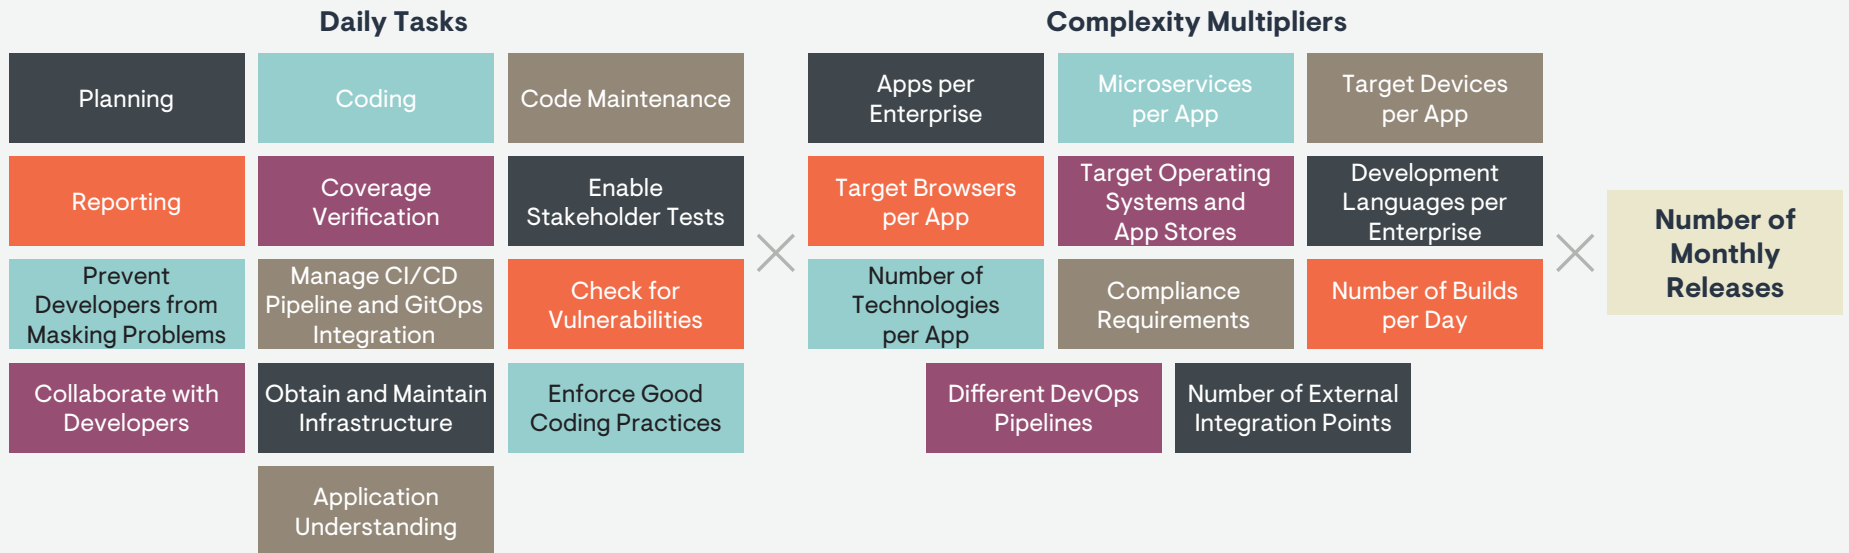 Daily Tasks
Planning
Coding
Code Maintenance
Reporting
Coverage
Verification
Enable
Stakeholder Tests
Prevent
Developers from
Masking Problems
Manage CI/CD
Pipeline and GitOps
Integration
Check for
Vulnerabilities
Collaborate with
Developers
Obtain and Maintain
Infrastructure
Enforce Good
Coding Practices
Application
Understanding
Complexity Multipliers
Apps per
Enterprise
Microservices
per App
Target Devices
per App
Target Browsers
per App
Target Operating
Systems and
App Stores
Development
Languages per
Enterprise
Number of
Technologies
per App
Compliance
Requirements
Number of Builds
per Day
Different DevOps
Pipelines
Number of External
Integration Points
Number of
Monthly
Releases